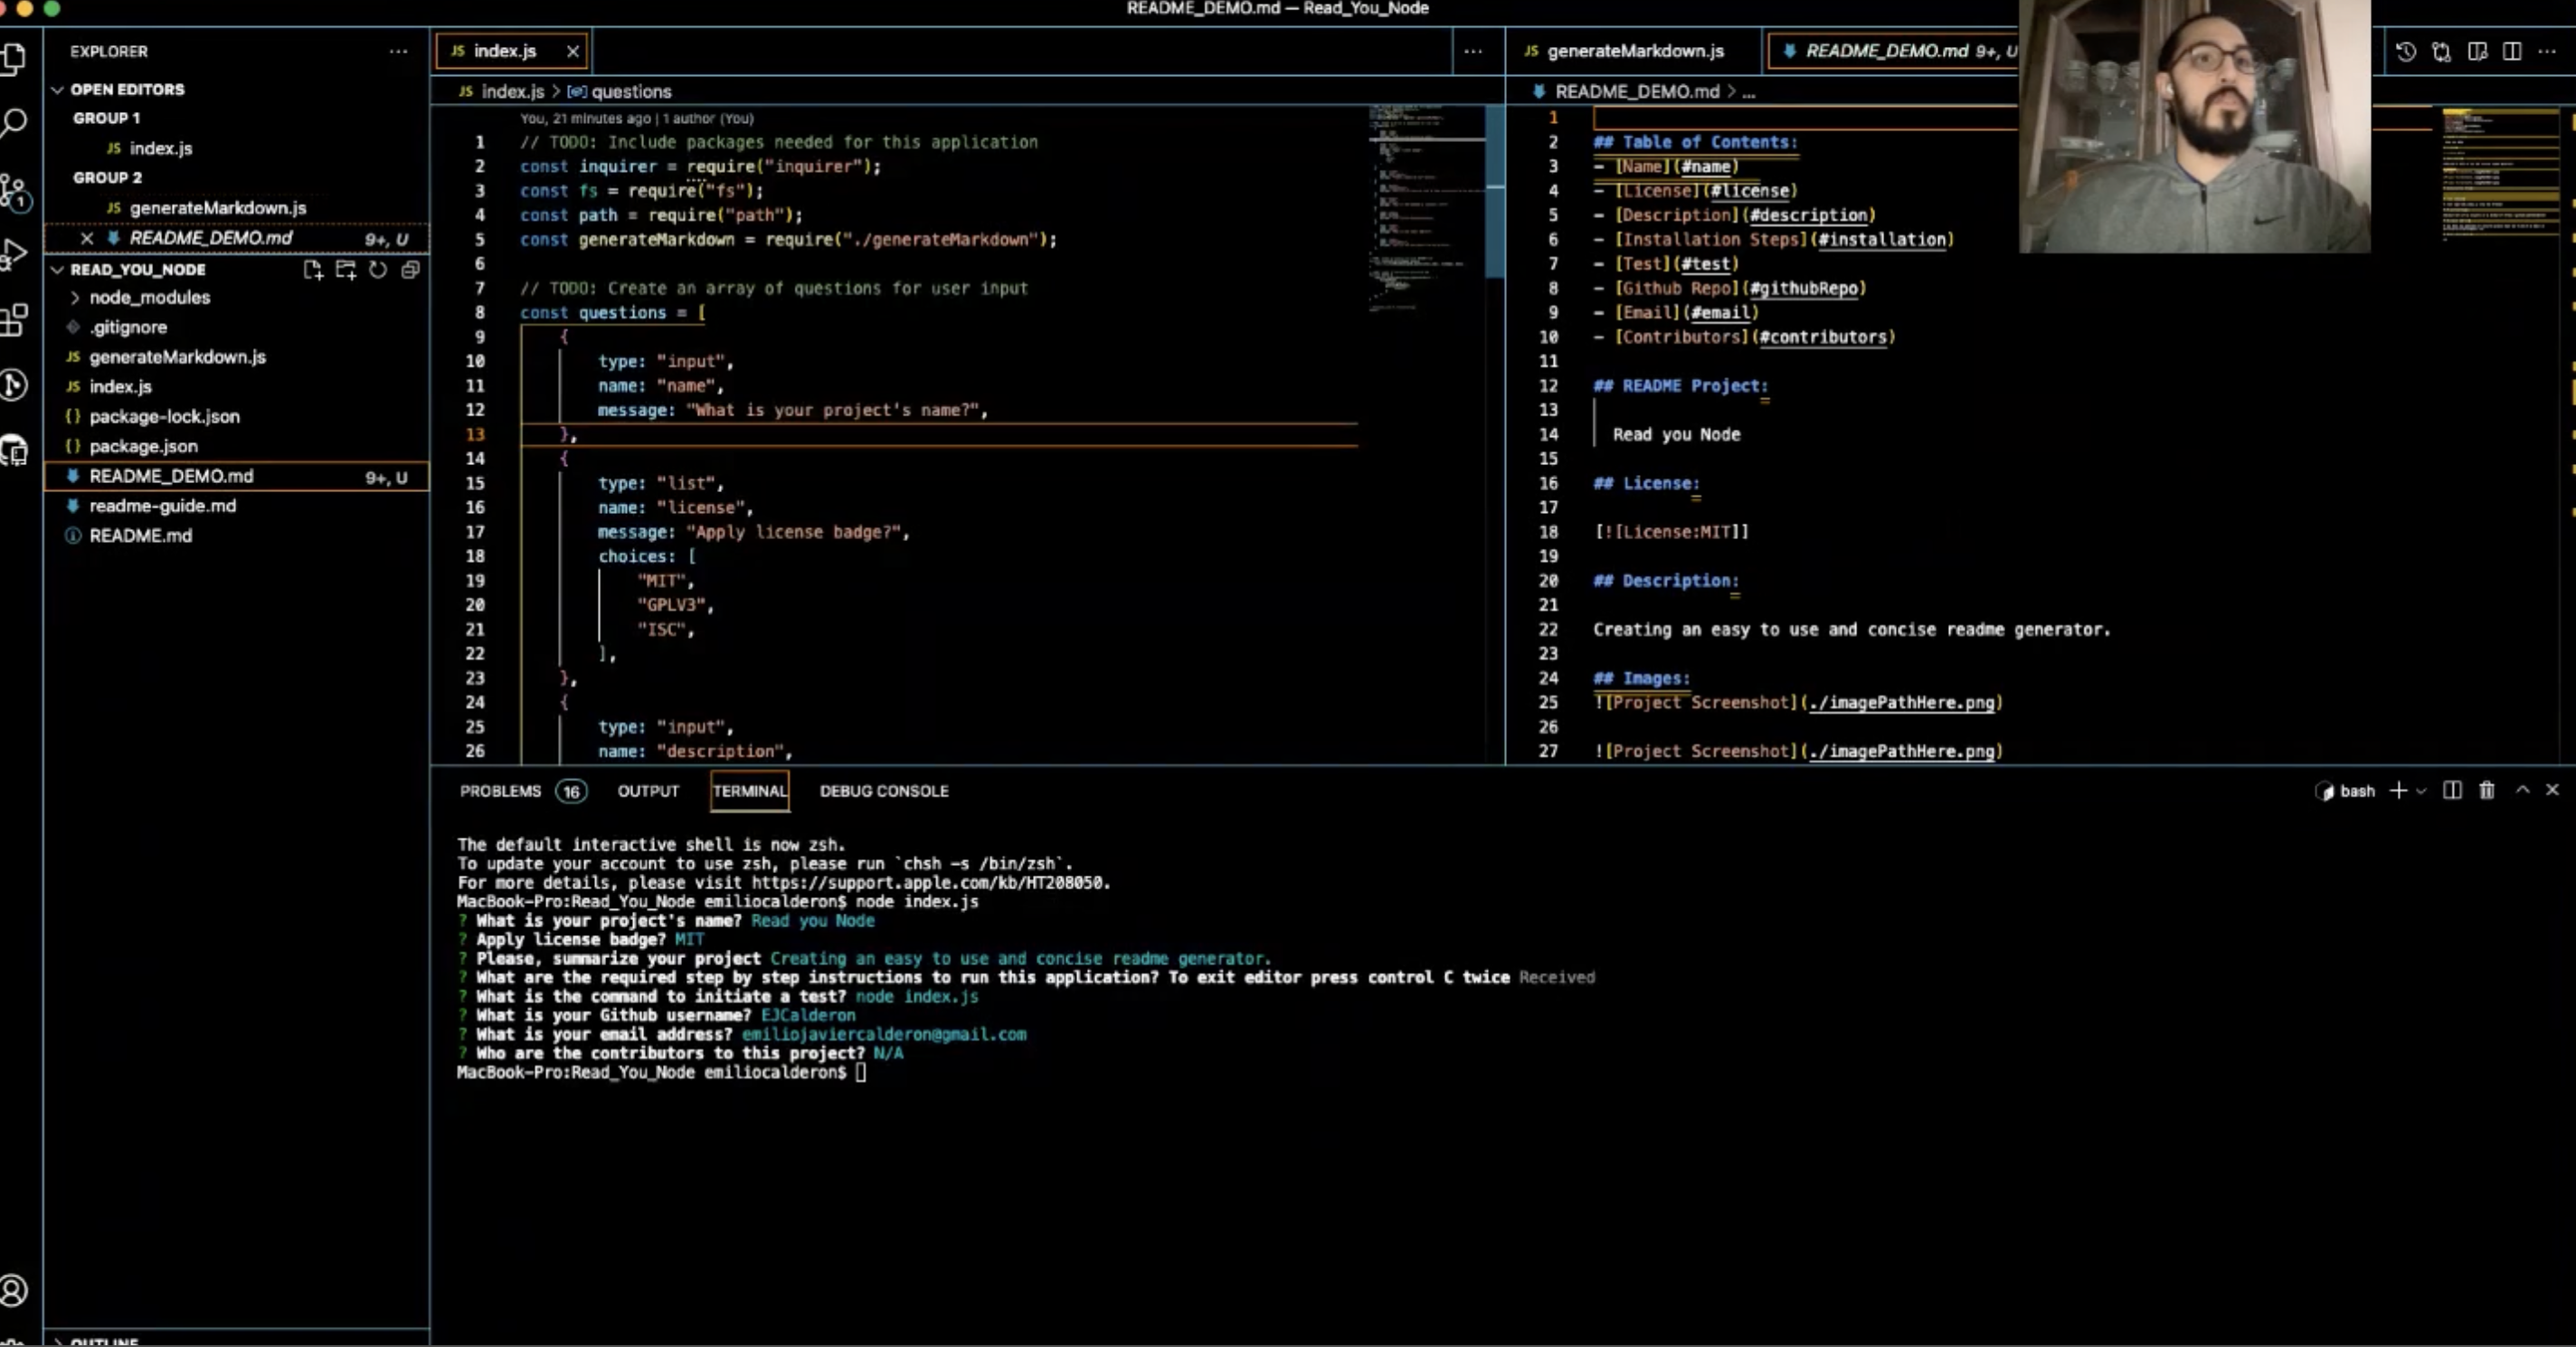 README_DEMO.md — Read_You_Node
EXPLORER
OPEN EDITORS
GROUP 1
JS index.js
GROUP 2
JS generateMarkdown.js
README_DEMO.md 9+, U
READ_YOU_NODE
node_modules
.gitignore
JS generateMarkdown.js
JS index.js
{} package-lock.json
{} package.json
README_DEMO.md 9+, U
readme-guide.md
README.md
OUTLINE
1
JS index.js
JS index.js > questions
You, 21 minutes ago | 1 author (You)
1 // TODO: Include packages needed for this application
2 const inquirer = require("inquirer");
3 const fs = require("fs");
4 const path = require("path");
5 const generateMarkdown = require("./generateMarkdown");
6
7 // TODO: Create an array of questions for user input
8 const questions = [
9 {
10 type: "input",
11 name: "name",
12 message: "What is your project's name?",
13 },
14 {
15 type: "list",
16 name: "license",
17 message: "Apply license badge?",
18 choices: [
19 "MIT",
20 "GPLV3",
21 "ISC",
22 ],
23 },
24 {
25 type: "input",
26 name: "description",
JS generateMarkdown.js
README_DEMO.md 9+, U
README_DEMO.md > ...
1
2 ## Table of Contents:
3 - [Name](#name)
4 - [License](#license)
5 - [Description](#description)
6 - [Installation Steps](#installation)
7 - [Test](#test)
8 - [Github Repo](#githubRepo)
9 - [Email](#email)
10 - [Contributors](#contributors)
11
12 ## README Project:
13
14 Read you Node
15
16 ## License:
17
18 [![License:MIT]]
19
20 ## Description:
21
22 Creating an easy to use and concise readme generator.
23
24 ## Images:
25 ![Project Screenshot](./imagePathHere.png)
26
27 ![Project Screenshot](./imagePathHere.png)
PROBLEMS 16 OUTPUT TERMINAL DEBUG CONSOLE
bash
The default interactive shell is now zsh.
To update your account to use zsh, please run `chsh -s /bin/zsh`.
For more details, please visit https://support.apple.com/kb/HT208050.
MacBook-Pro:Read_You_Node emiliocalderon$ node index.js
? What is your project's name? Read you Node
? Apply license badge? MIT
? Please, summarize your project Creating an easy to use and concise readme generator.
? What are the required step by step instructions to run this application? To exit editor press control C twice Received
? What is the command to initiate a test? node index.js
? What is your Github username? EJCalderon
? What is your email address? emiliojaviercalderon@gmail.com
? Who are the contributors to this project? N/A
MacBook-Pro:Read_You_Node emiliocalderon$